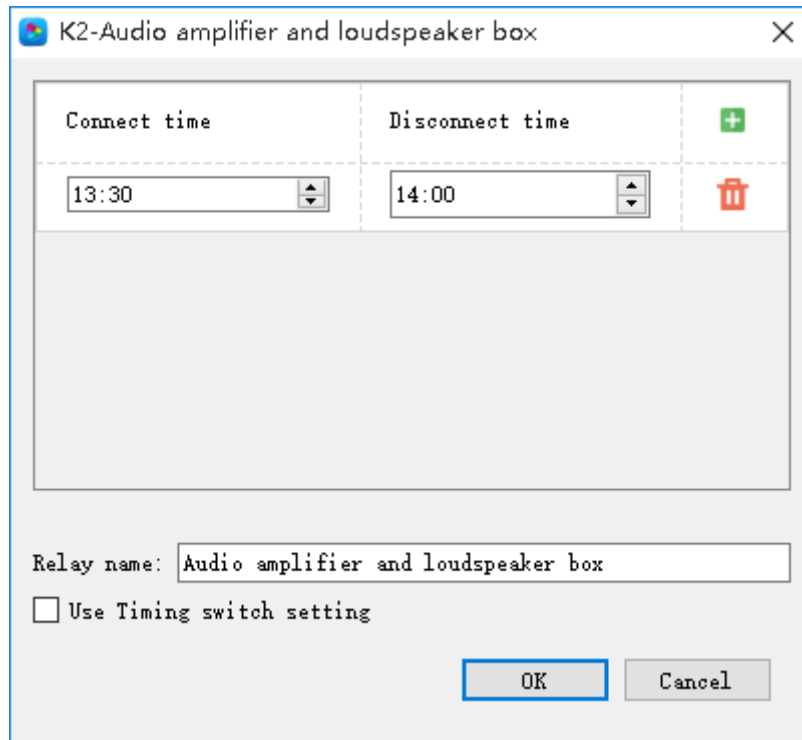 K2-Audio amplifier and loudspeaker box
Connect time Disconnect time
13:30 14:00
Relay name: Audio amplifier and loudspeaker box
Use Timing switch setting
OK Cancel